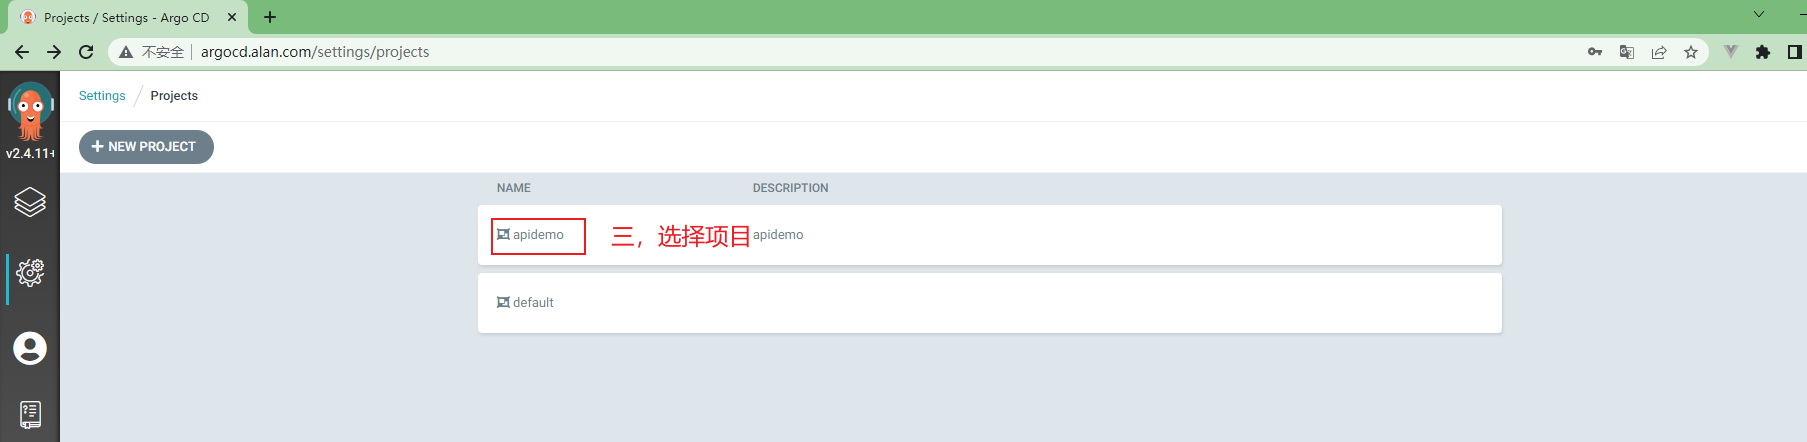 Projects / Settings - Argo CD
不安全 argocd.alan.com/settings/projects
Settings / Projects
v2.4.11+
NEW PROJECT
NAME DESCRIPTION
apidemo 三，选择项目 apidemo
default